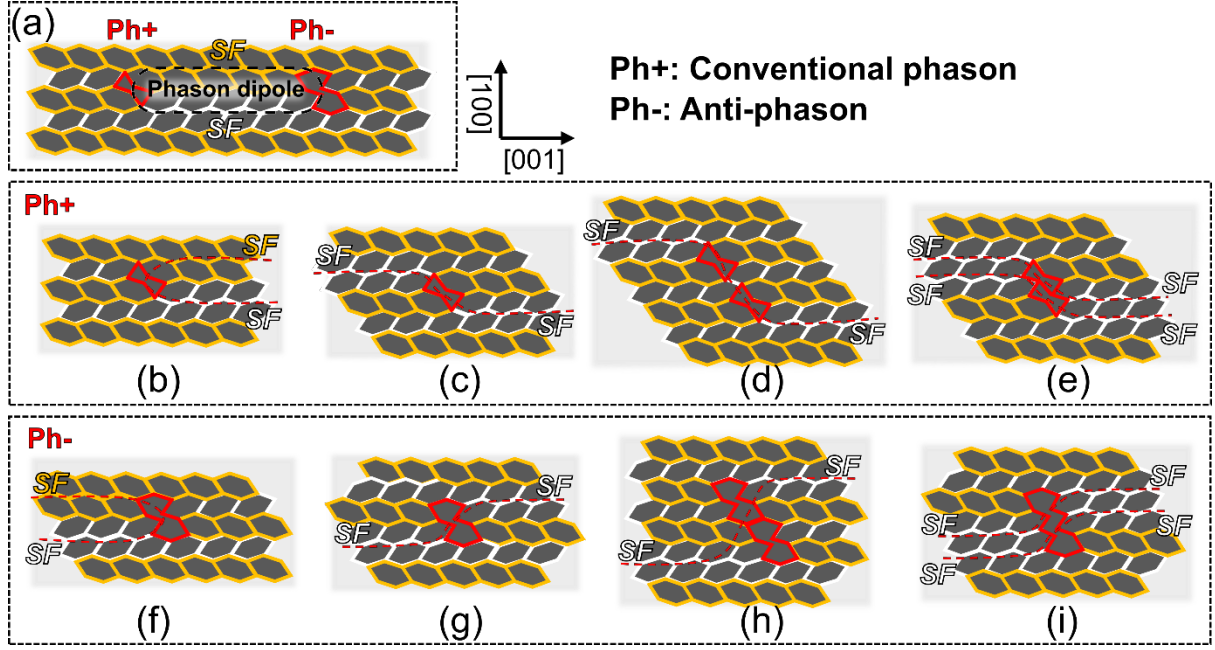 (a)
Ph+
SF
Ph-
Phason dipole
SF
[100]
[001]
Ph+: Conventional phason
Ph-: Anti-phason
Ph+
SF
SF
SF
SF
SF
SF
SF
SF
SF
SF
(b)
(c)
(d)
(e)
Ph-
SF
SF
SF
SF
SF
SF
SF
SF
SF
SF
(f)
(g)
(h)
(i)